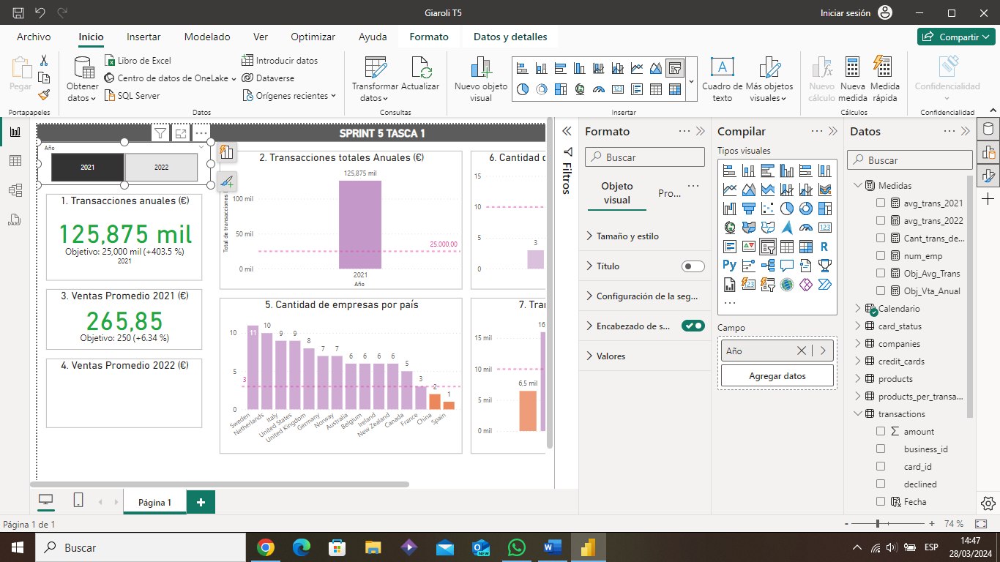 Giaroli T5
Iniciar sesión
Archivo
Inicio
Insertar
Modelado
Ver
Optimizar
Ayuda
Formato
Datos y detalles
Compartir
Pegar
Portapapeles
Obtener
datos
Libro de Excel
Centro de datos de OneLake
SQL Server
Introducir datos
Dataverse
Orígenes recientes
Datos
Transformar
datos
Actualizar
Consultas
Nuevo objeto
visual
Cuadro de
texto
Más objetos
visuales
Insertar
Nuevo
cálculo
Nueva
medida
Medida
rápida
Cálculos
Confidencialidad
Confidencialidad
SPRINT 5 TASCA 1
Año
2021
2022
1. Transacciones anuales (€)
125,875 mil
Objetivo: 25,000 mil (+403.5 %)
2021
3. Ventas Promedio 2021 (€)
265,85
Objetivo: 250 (+6.34 %)
4. Ventas Promedio 2022 (€)
2. Transacciones totales Anuales (€)
125,875 mil
100 mil
50 mil
0 mil
25.000,00
2021
Año
Total de transacciones
5. Cantidad de empresas por país
10
5
0
3
11
10
9
9
8
7
7
6
6
6
6
5
3
2
1
Sweden
Netherlands
Italy
United States
United Kingdom
Germany
Norway
Australia
Belgium
Ireland
New Zealand
Canada
France
China
Spain
6. Cantidad
15
10
5
0
3
7. Tra
16
15 mil
10 mil
5 mil
0 mil
6,5 mil
Filtros
Formato
Buscar
Objeto
visual
Pro...
Tamaño y estilo
Título
Configuración de la seg...
Encabezado de s...
Valores
Compilar
Tipos visuales
Campo
Año
Agregar datos
Datos
Buscar
Medidas
avg_trans_2021
avg_trans_2022
Cant_trans_de...
num_emp
Obj_Avg_Trans
Obj_Vta_Anual
Calendario
card_status
companies
credit_cards
products
products_per_transa...
transactions
amount
business_id
card_id
declined
Fecha
Página 1
Página 1 de 1
74 %
Buscar
ESP
14:47
28/03/2024